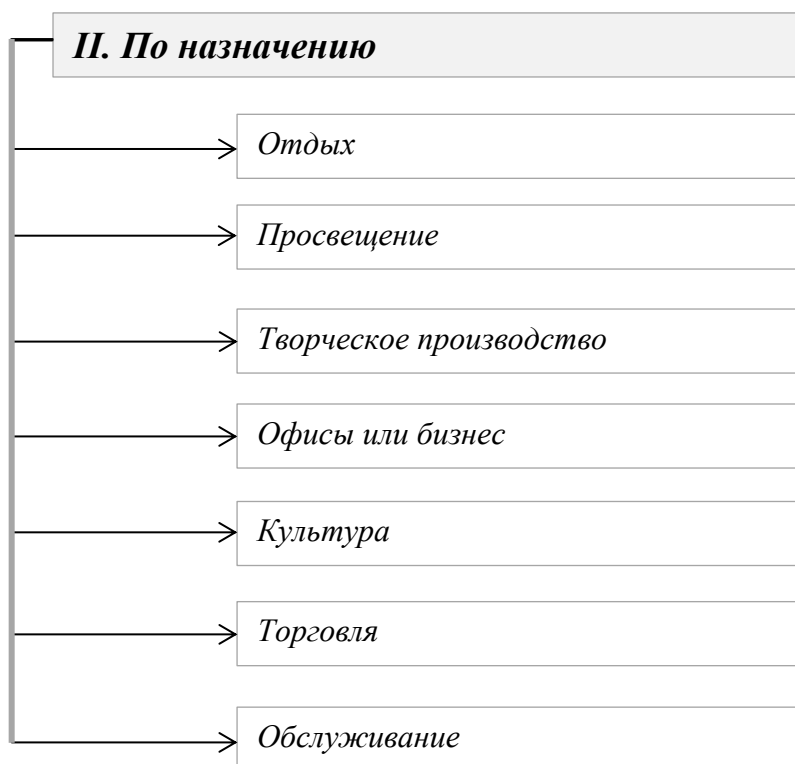 II. По назначению
Отдых
Просвещение
Творческое производство
Офисы или бизнес
Культура
Торговля
Обслуживание